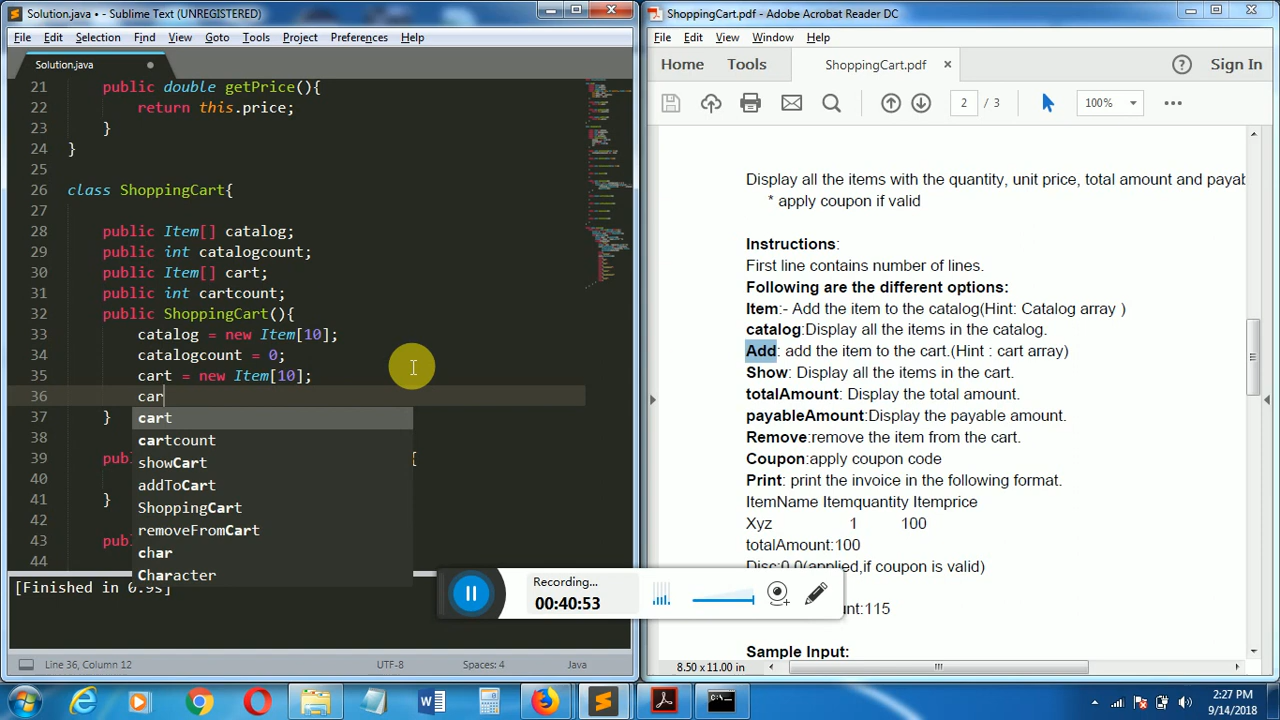 Solution.java • - Sublime Text (UNREGISTERED)
File Edit Selection Find View Goto Tools Project Preferences Help
Solution.java
21 public double getPrice(){
22 return this.price;
23 }
24 }
25
26 class ShoppingCart{
27
28 public Item[] catalog;
29 public int catalogcount;
30 public Item[] cart;
31 public int cartcount;
32 public ShoppingCart(){
33 catalog = new Item[10];
34 catalogcount = 0;
35 cart = new Item[10];
36 car
37 }
38
39 pub {
40
41 }
42
43 pub
44
cart
cartcount
showCart
addToCart
ShoppingCart
removeFromCart
char
Character
[Finished in 0.9s]
Line 36, Column 12 UTF-8 Spaces: 4 Java
ShoppingCart.pdf - Adobe Acrobat Reader DC
File Edit View Window Help
Home Tools ShoppingCart.pdf × ? Sign In
2 / 3 100%
Display all the items with the quantity, unit price, total amount and payab
* apply coupon if valid
Instructions:
First line contains number of lines.
Following are the different options:
Item:- Add the item to the catalog(Hint: Catalog array )
catalog:Display all the items in the catalog.
Add: add the item to the cart.(Hint : cart array)
Show: Display all the items in the cart.
totalAmount: Display the total amount.
payableAmount:Display the payable amount.
Remove:remove the item from the cart.
Coupon:apply coupon code
Print: print the invoice in the following format.
ItemName Itemquantity Itemprice
Xyz 1 100
totalAmount:100
Disc:0.0(applied,if coupon is valid)
unt:115
Sample Input:
8.50 x 11.00 in
Recording...
00:40:53
2:27 PM
9/14/2018